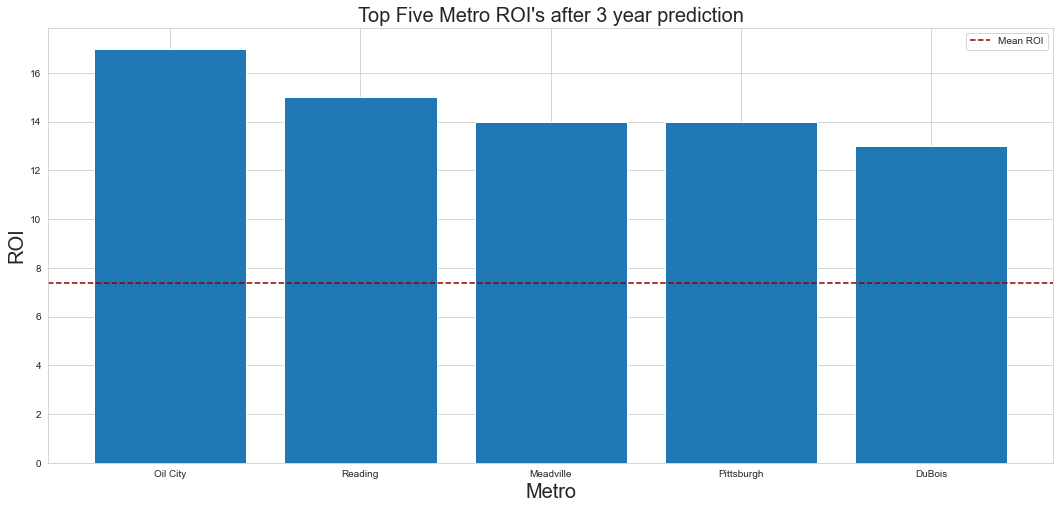 Top Five Metro ROI's after 3 year prediction
Mean ROI
16
14
12
10
8
6
4
2
0
ROI
Oil City
Reading
Meadville
Pittsburgh
DuBois
Metro